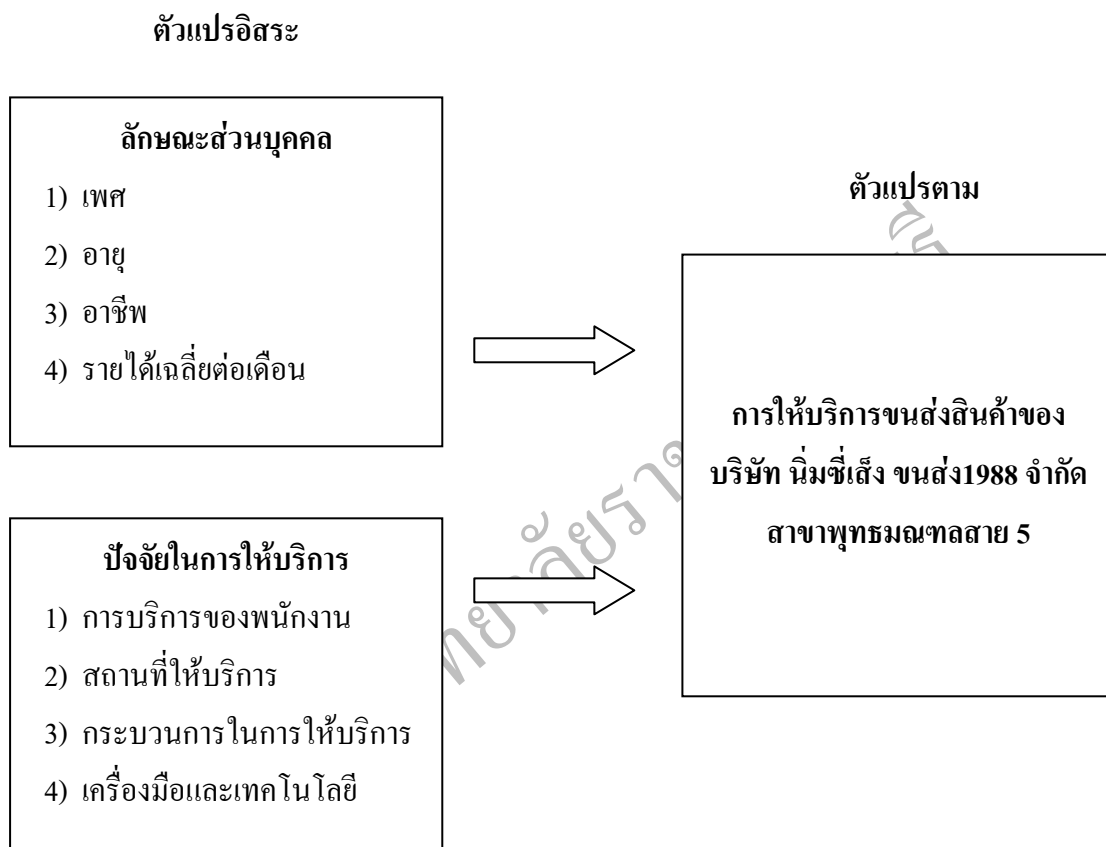 ตัวแปรอิสระ
ลักษณะส่วนบุคคล
1) เพศ
2) อายุ
3) อาชีพ
4) รายได้เฉลี่ยต่อเดือน
ปัจจัยในการให้บริการ
1) การบริการของพนักงาน
2) สถานที่ให้บริการ
3) กระบวนการในการให้บริการ
4) เครื่องมือและเทคโนโลยี
ตัวแปรตาม
การให้บริการขนส่งสินค้าของ
บริษัท นิ่มซี่เส็ง ขนส่ง1988 จำกัด
สาขาพุทธมณฑลสาย 5